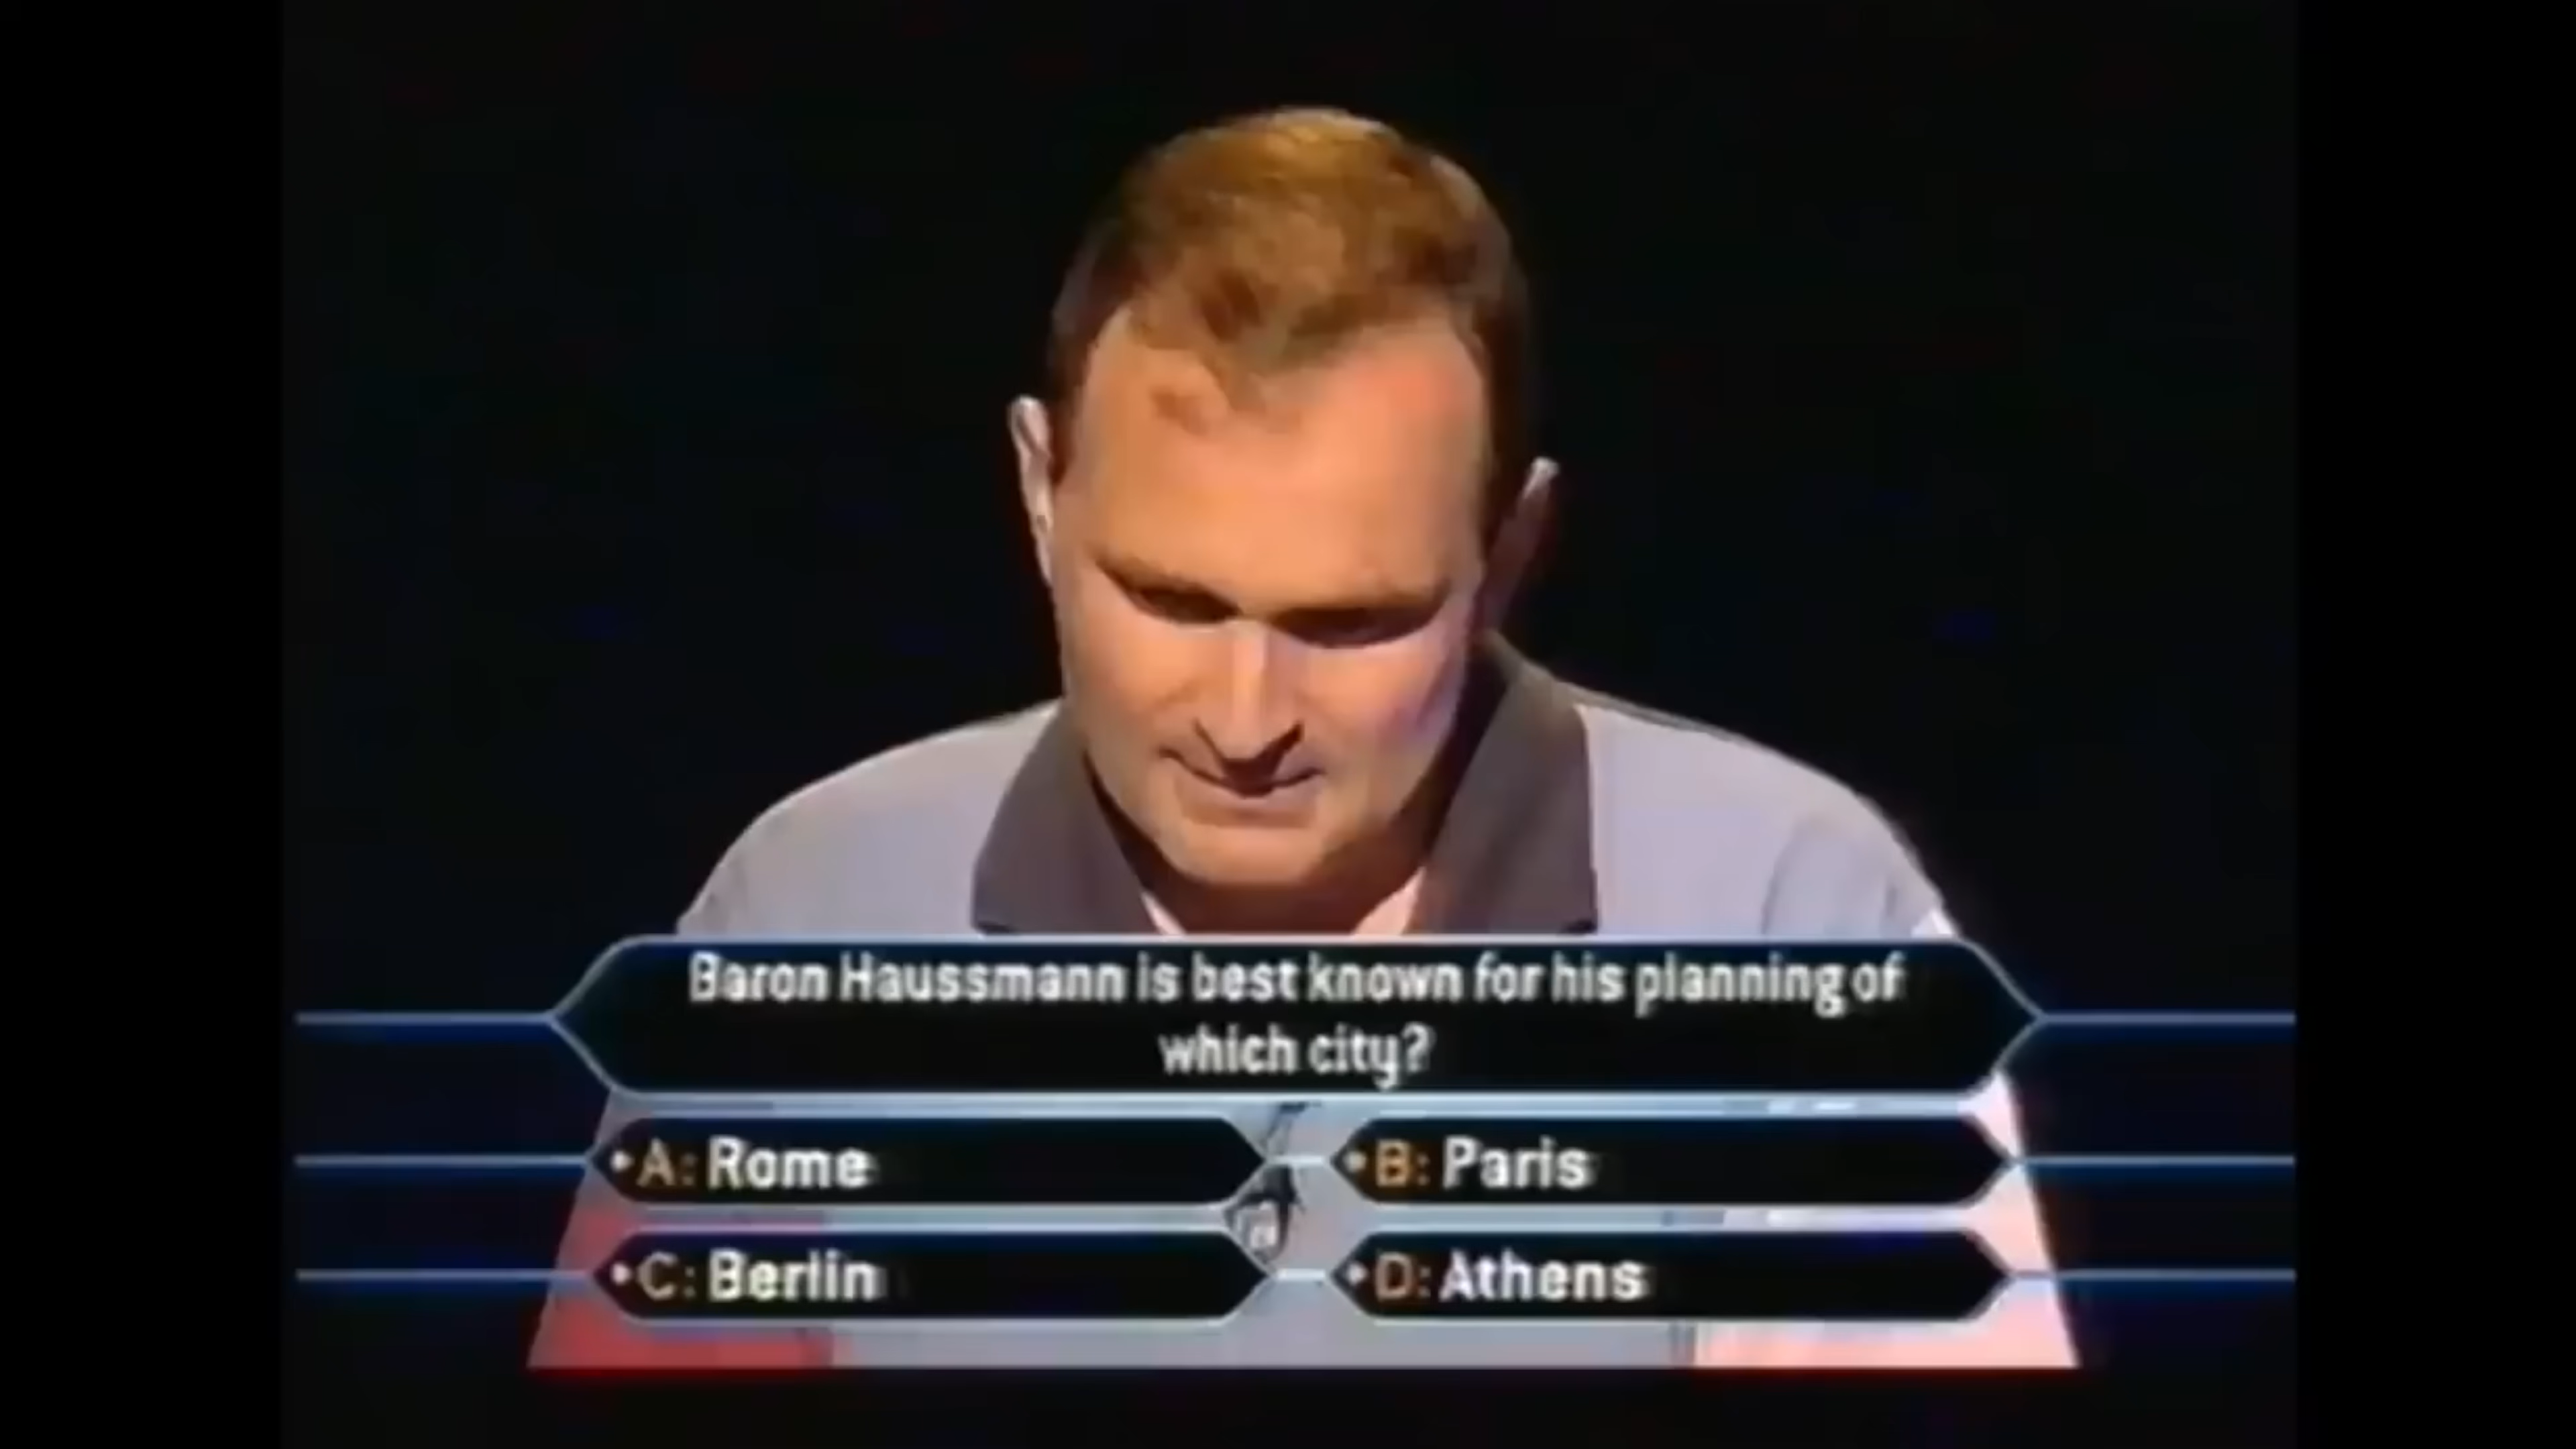 Baron Haussmann is best known for his planning of
which city?
A: Rome
B: Paris
C: Berlin
D: Athens